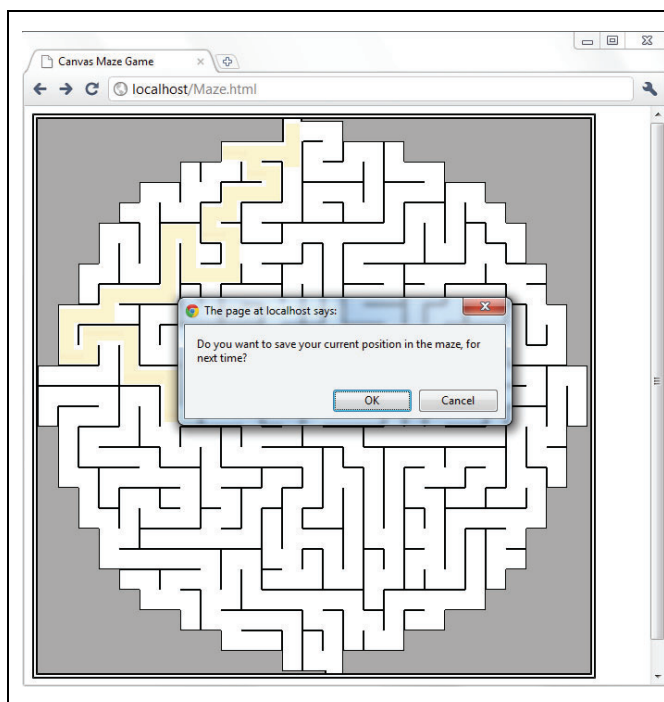 Canvas Maze Game
localhost/Maze.html
The page at localhost says:
Do you want to save your current position in the maze, for
next time?
OK
Cancel